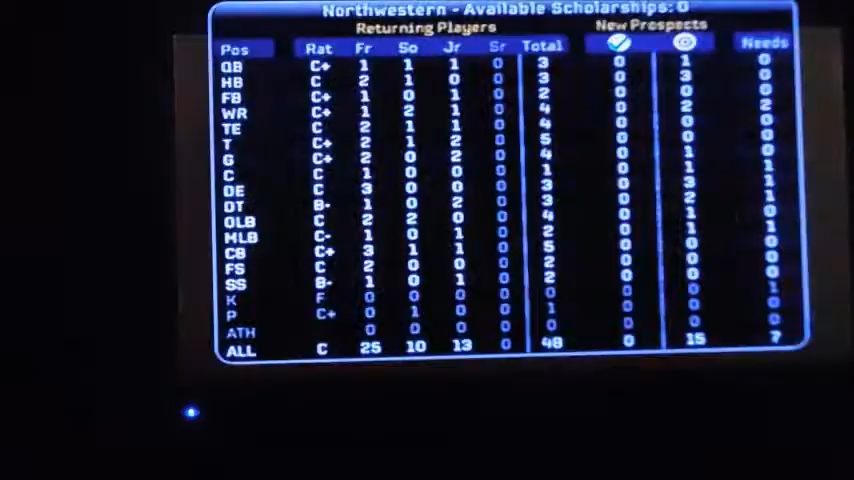 Northwestern - Available Scholarships: 0
Returning Players New Prospects
Pos Rat Fr So Jr Sr Total Needs
QB C+ 1 1 1 0 3 0 1 0
HB C 2 1 0 0 3 0 3 0
FB C+ 1 0 1 0 2 0 0 0
WR C+ 1 2 1 0 4 0 2 2
TE C 2 1 1 0 4 0 0 0
T C+ 2 1 2 0 5 0 0 0
G C+ 2 0 2 0 4 0 1 0
C C 1 0 0 0 1 0 1 1
DE C 3 0 0 0 3 0 3 1
DT B- 1 0 2 0 3 0 2 1
OLB C 2 2 0 0 4 0 1 0
MLB C- 1 0 1 0 2 0 1 1
CB C+ 3 1 1 0 5 0 0 0
FS C 2 0 0 0 2 0 0 0
SS B- 1 0 1 0 2 0 0 0
K F 0 0 0 0 0 0 0 1
P C+ 0 1 0 0 1 0 0 0
ATH 0 0 0 0 0 0 0 0
ALL C 25 10 13 0 48 0 15 7